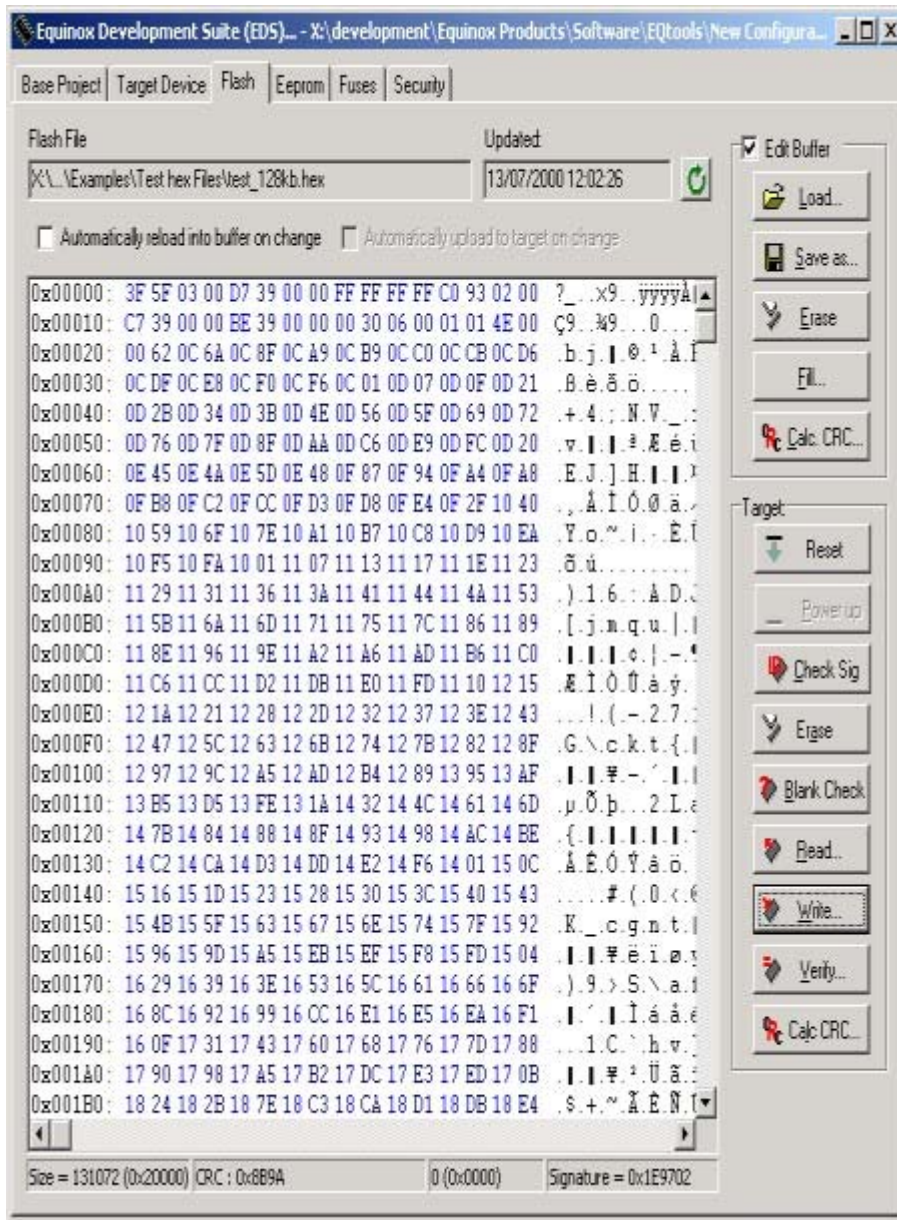 Equinox Development Suite (EDS)... - X:\development\Equinox Products\Software\EQtools\New Configura...
Base Project Target Device Flash Eeprom Fuses Security
Flash File Updated:
X:\...\Examples\Test hex Files\test_128kb.hex 13/07/2000 12:02:26
Automatically reload into buffer on change Automatically upload to target on change
0x00000: 3F 5F 03 00 D7 39 00 00 FF FF FF FF C0 93 02 00 ?_..x9..ÿÿÿÿÀ
0x00010: C7 39 00 00 BE 39 00 00 00 30 06 00 01 01 4E 00 Ç9..¾9...0...
0x00020: 00 62 0C 6A 0C 8F 0C A9 0C B9 0C C0 0C CB 0C D6 .b.j.▮.©.¹.À.
0x00030: 0C DF 0C E8 0C F0 0C F6 0C 01 0D 07 0D 0F 0D 21 .ß.è.ð.ö.....
0x00040: 0D 2B 0D 34 0D 3B 0D 4E 0D 56 0D 5F 0D 69 0D 72 .+.4.;.N.V._.
0x00050: 0D 76 0D 7F 0D 8F 0D AA 0D C6 0D E9 0D FC 0D 20 .v.▮.▮.ª.Æ.é.
0x00060: 0E 45 0E 4A 0E 5D 0E 48 0F 87 0F 94 0F A4 0F A8 .E.J.].H.▮.▮.
0x00070: 0F B8 0F C2 0F CC 0F D3 0F D8 0F E4 0F 2F 10 40 .¸.Â.Ì.Ó.Ø.ä.
0x00080: 10 59 10 6F 10 7E 10 A1 10 B7 10 C8 10 D9 10 EA .Y.o.~.¡.·.È.
0x00090: 10 F5 10 FA 10 01 11 07 11 13 11 17 11 1E 11 23 .õ.ú.........
0x000A0: 11 29 11 31 11 36 11 3A 11 41 11 44 11 4A 11 53 .).1.6.:.A.D.
0x000B0: 11 5B 11 6A 11 6D 11 71 11 75 11 7C 11 86 11 89 .[.j.m.q.u.|.
0x000C0: 11 8E 11 96 11 9E 11 A2 11 A6 11 AD 11 B6 11 C0 .▮.▮.▮.¢.¦.-.
0x000D0: 11 C6 11 CC 11 D2 11 DB 11 E0 11 FD 11 10 12 15 .Æ.Ì.Ò.Û.à.ý.
0x000E0: 12 1A 12 21 12 28 12 2D 12 32 12 37 12 3E 12 43 ...!.(.-.2.7.
0x000F0: 12 47 12 5C 12 63 12 6B 12 74 12 7B 12 82 12 8F .G.\.c.k.t.{.
0x00100: 12 97 12 9C 12 A5 12 AD 12 B4 12 89 13 95 13 AF .▮.▮.¥.-.´.▮.
0x00110: 13 B5 13 D5 13 FE 13 1A 14 32 14 4C 14 61 14 6D .µ.Õ.þ...2.L.
0x00120: 14 7B 14 84 14 88 14 8F 14 93 14 98 14 AC 14 BE .{.▮.▮.▮.▮.▮.
0x00130: 14 C2 14 CA 14 D3 14 DD 14 E2 14 F6 14 01 15 0C .Â.Ê.Ó.Ý.â.ö.
0x00140: 15 16 15 1D 15 23 15 28 15 30 15 3C 15 40 15 43 .....#.(.0.<.
0x00150: 15 4B 15 5F 15 63 15 67 15 6E 15 74 15 7F 15 92 .K._.c.g.n.t.
0x00160: 15 96 15 9D 15 A5 15 EB 15 EF 15 F8 15 FD 15 04 .▮.▮.¥.ë.ï.ø.
0x00170: 16 29 16 39 16 3E 16 53 16 5C 16 61 16 66 16 6F .).9.>.S.\.a.
0x00180: 16 8C 16 92 16 99 16 CC 16 E1 16 E5 16 EA 16 F1 .▮.´.▮.Ì.á.å.
0x00190: 16 0F 17 31 17 43 17 60 17 68 17 76 17 7D 17 88 ...1.C.`.h.v.
0x001A0: 17 90 17 98 17 A5 17 B2 17 DC 17 E3 17 ED 17 0B .▮.▮.¥.².Ü.ã.
0x001B0: 18 24 18 2B 18 7E 18 C3 18 CA 18 D1 18 DB 18 E4 .$.+.~.Ã.Ê.Ñ.
Size = 131072 (0x20000) CRC : 0x8B9A 0 (0x0000) Signature = 0x1E9702
Edit Buffer
Load...
Save as...
Erase
Fill...
Calc. CRC...
Target:
Reset
Power up
Check Sig
Erase
Blank Check
Read...
Write...
Verify...
Calc CRC...